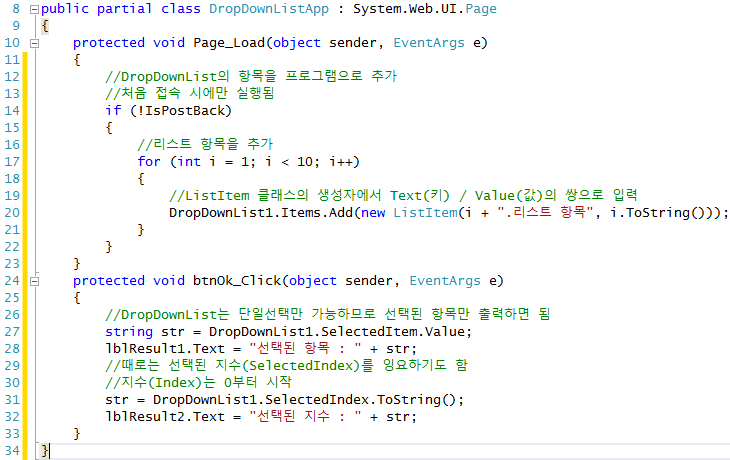 8 public partial class DropDownListApp : System.Web.UI.Page
9 {
10     protected void Page_Load(object sender, EventArgs e)
11     {
12         //DropDownList의 항목을 프로그램으로 추가
13         //처음 접속 시에만 실행됨
14         if (!IsPostBack)
15         {
16             //리스트 항목을 추가
17             for (int i = 1; i < 10; i++)
18             {
19                 //ListItem 클래스의 생성자에서 Text(키) / Value(값)의 쌍으로 입력
20                 DropDownList1.Items.Add(new ListItem(i + ".리스트 항목", i.ToString()));
21             }
22         }
23     }
24     protected void btnOk_Click(object sender, EventArgs e)
25     {
26         //DropDownList는 단일선택만 가능하므로 선택된 항목만 출력하면 됨
27         string str = DropDownList1.SelectedItem.Value;
28         lblResult1.Text = "선택된 항목 : " + str;
29         //때로는 선택된 지수(SelectedIndex)를 잉요하기도 함
30         //지수(Index)는 0부터 시작
31         str = DropDownList1.SelectedIndex.ToString();
32         lblResult2.Text = "선택된 지수 : " + str;
33     }
34 }